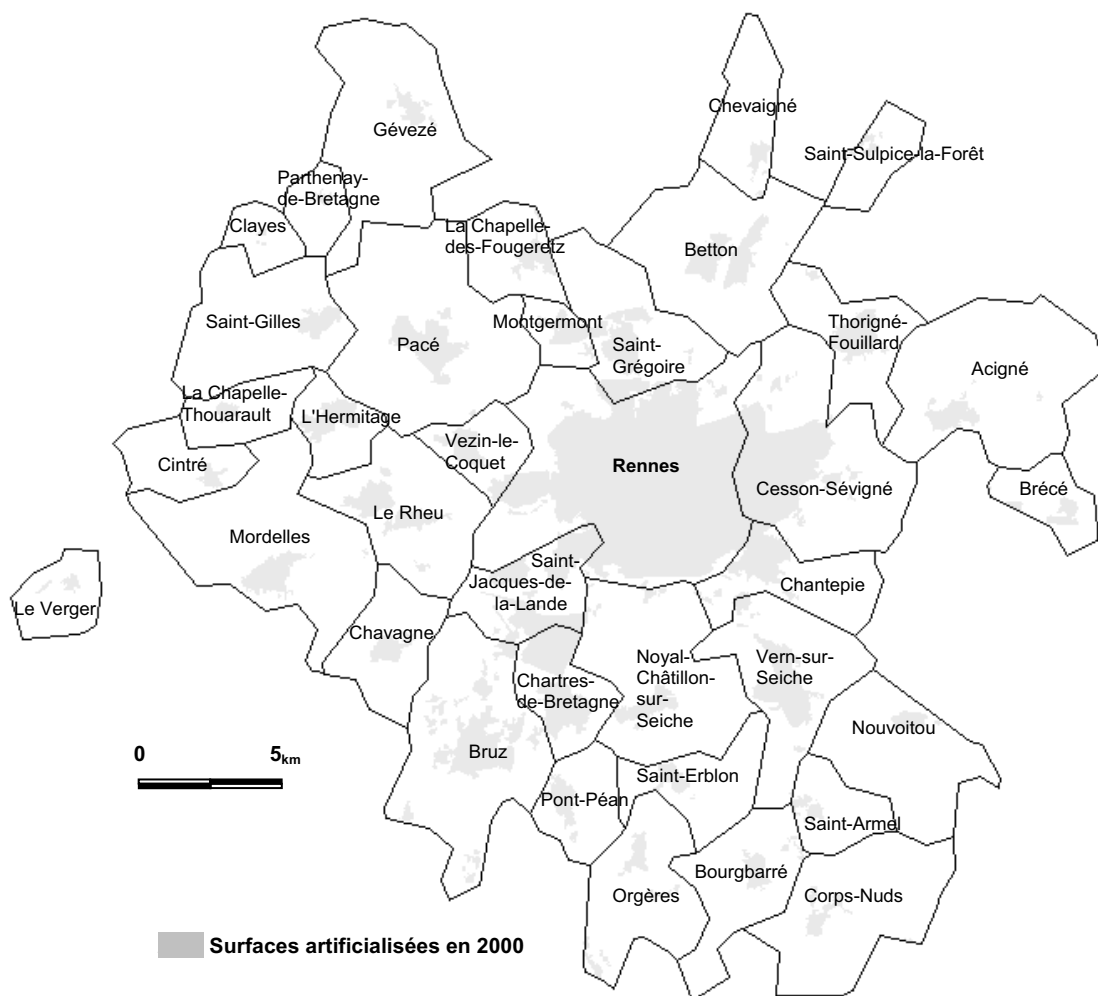 Chevaigné
Gévezé
Saint-Sulpice-la-Forêt
Parthenay-
de-Bretagne
Clayes
La Chapelle-
des-Fougeretz
Betton
Saint-Gilles
Montgermont
Pacé
Saint-
Grégoire
Thorigné-
Fouillard
Acigné
La Chapelle-
Thouarault
L'Hermitage
Vezin-le-
Coquet
Cintré
Rennes
Cesson-Sévigné
Brécé
Le Rheu
Mordelles
Saint-
Jacques-de-
la-Lande
Chantepie
Le Verger
Chavagne
Noyal-
Châtillon-
sur-
Seiche
Vern-sur-
Seiche
Chartres-
de-Bretagne
Nouvoitou
0 5km
Bruz
Saint-Erblon
Pont-Péan
Saint-Armel
Bourgbarré
Orgères
Corps-Nuds
Surfaces artificialisées en 2000